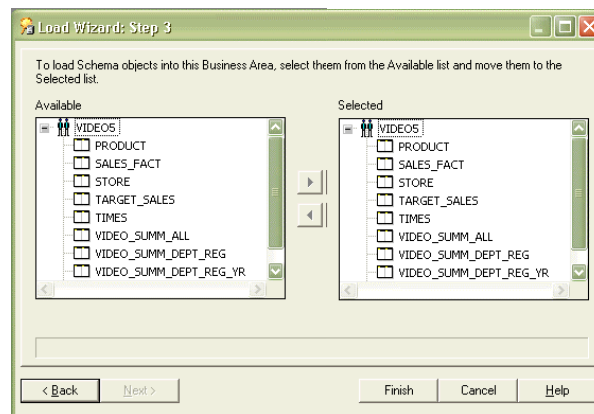 Load Wizard: Step 3
To load Schema objects into this Business Area, select them from the Available list and move them to the
Selected list.
Available
VIDEO5
PRODUCT
SALES_FACT
STORE
TARGET_SALES
TIMES
VIDEO_SUMM_ALL
VIDEO_SUMM_DEPT_REG
VIDEO_SUMM_DEPT_REG_YR
Selected
VIDEO5
PRODUCT
SALES_FACT
STORE
TARGET_SALES
TIMES
VIDEO_SUMM_ALL
VIDEO_SUMM_DEPT_REG
VIDEO_SUMM_DEPT_REG_YR
< Back Next > Finish Cancel Help